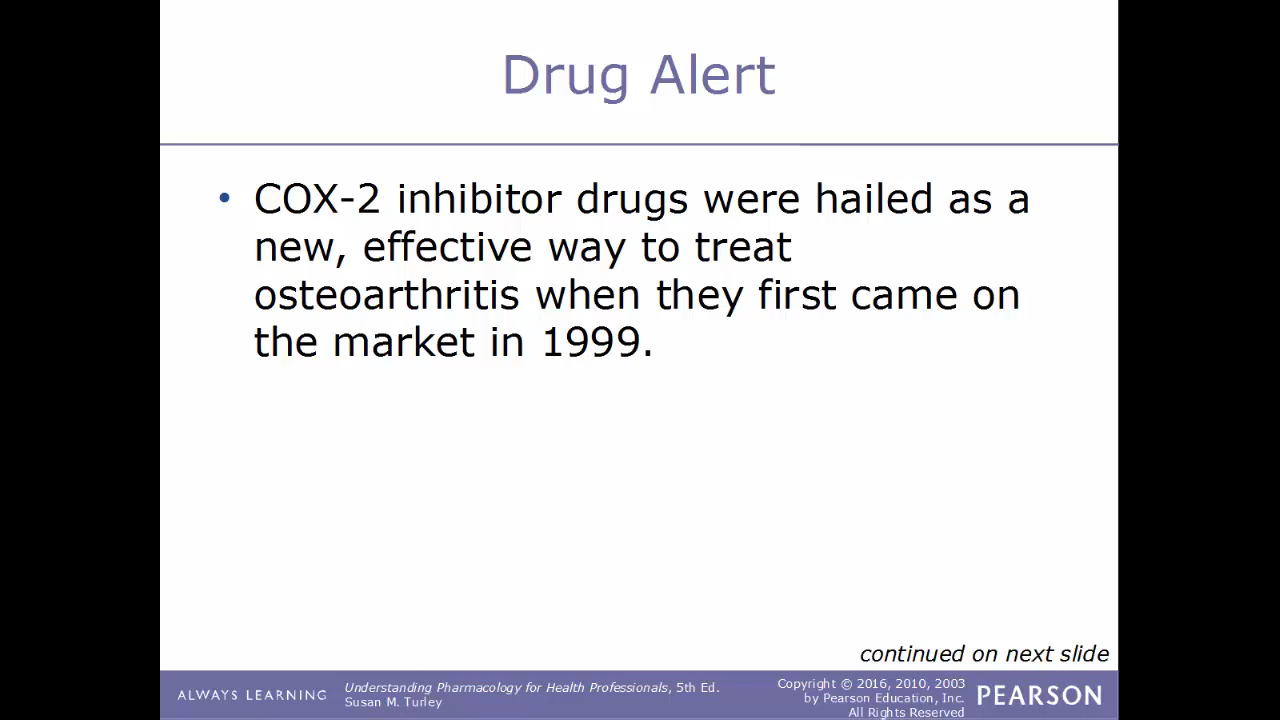 Drug Alert
• COX-2 inhibitor drugs were hailed as a
new, effective way to treat
osteoarthritis when they first came on
the market in 1999.
continued on next slide
ALWAYS LEARNING
Understanding Pharmacology for Health Professionals, 5th Ed.
Susan M. Turley
Copyright © 2016, 2010, 2003
by Pearson Education, Inc.
All Rights Reserved
PEARSON